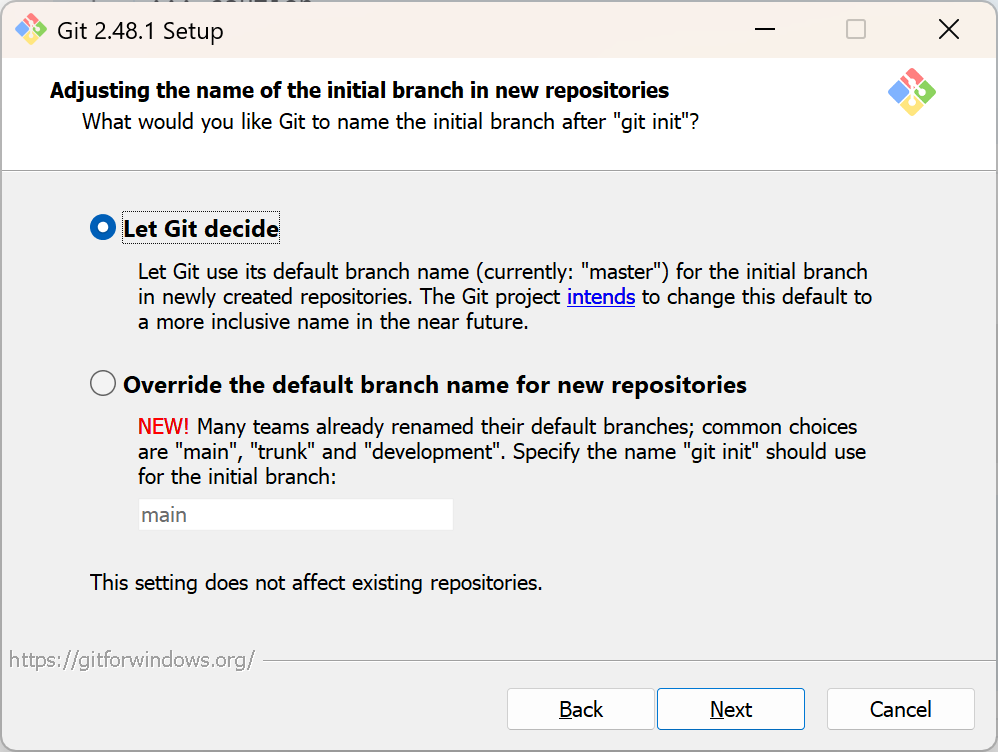 Git 2.48.1 Setup
Adjusting the name of the initial branch in new repositories
What would you like Git to name the initial branch after "git init"?
Let Git decide
Let Git use its default branch name (currently: "master") for the initial branch
in newly created repositories. The Git project intends to change this default to
a more inclusive name in the near future.
Override the default branch name for new repositories
NEW! Many teams already renamed their default branches; common choices
are "main", "trunk" and "development". Specify the name "git init" should use
for the initial branch:
main
This setting does not affect existing repositories.
https://gitforwindows.org/
Back Next Cancel